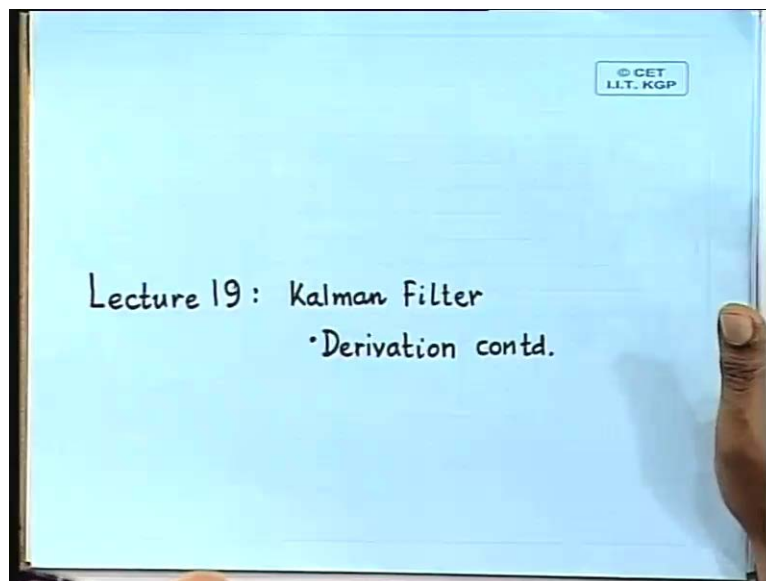 © CET
I.I.T. KGP
Lecture 19: Kalman Filter
•Derivation contd.